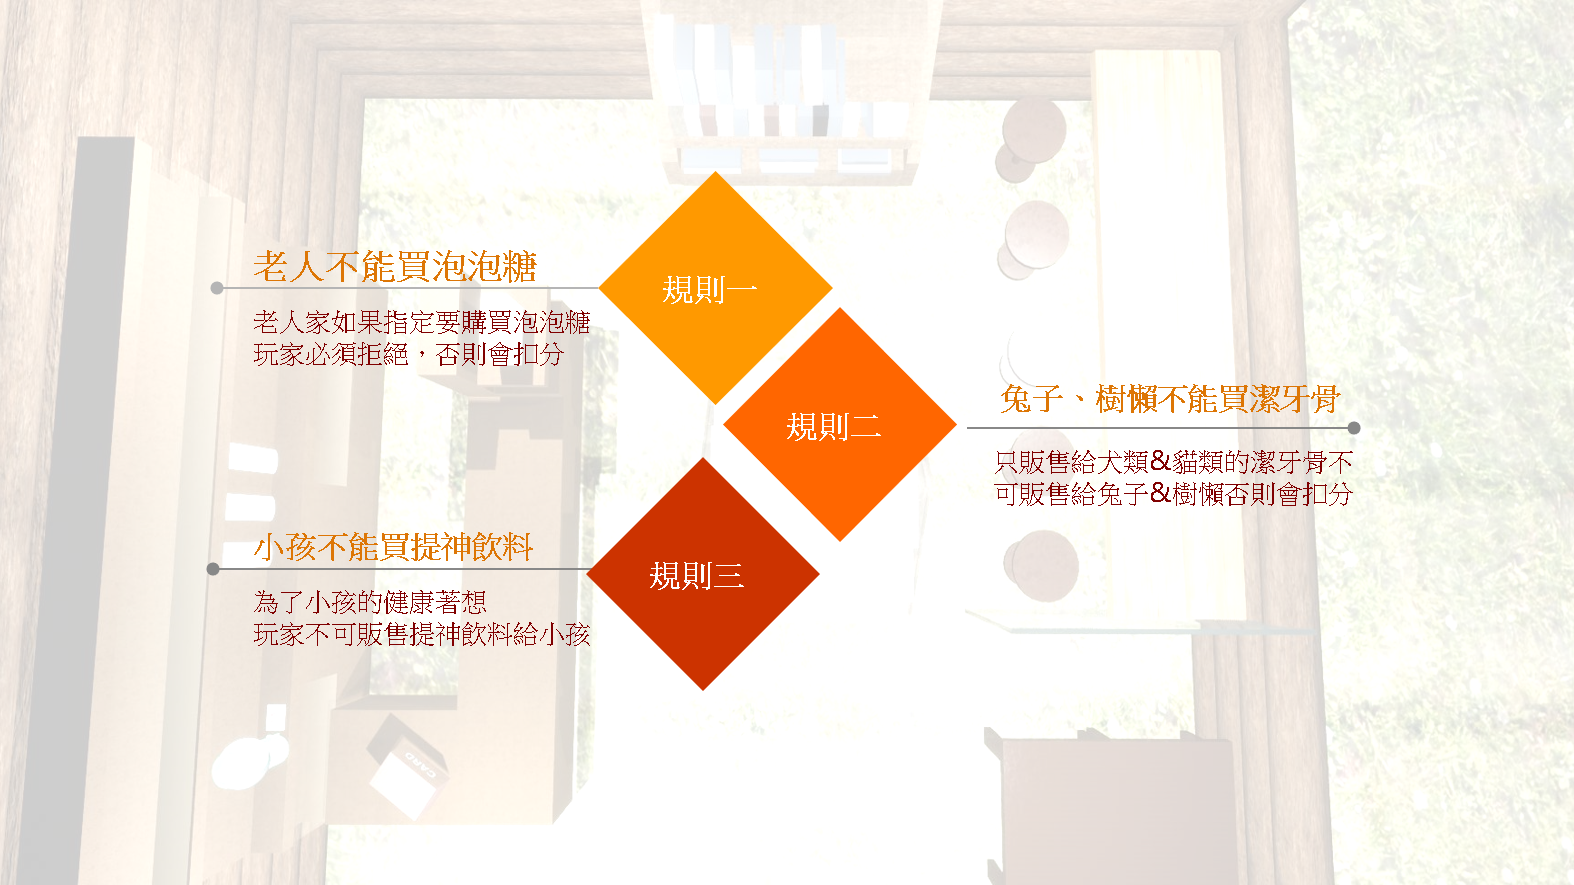 規則一
老人不能買泡泡糖
老人家如果指定要購買泡泡糖
玩家必須拒絕，否則會扣分
規則二
兔子、樹懶不能買潔牙骨
只販售給犬類&貓類的潔牙骨不
可販售給兔子&樹懶否則會扣分
規則三
小孩不能買提神飲料
為了小孩的健康著想
玩家不可販售提神飲料給小孩
CARD